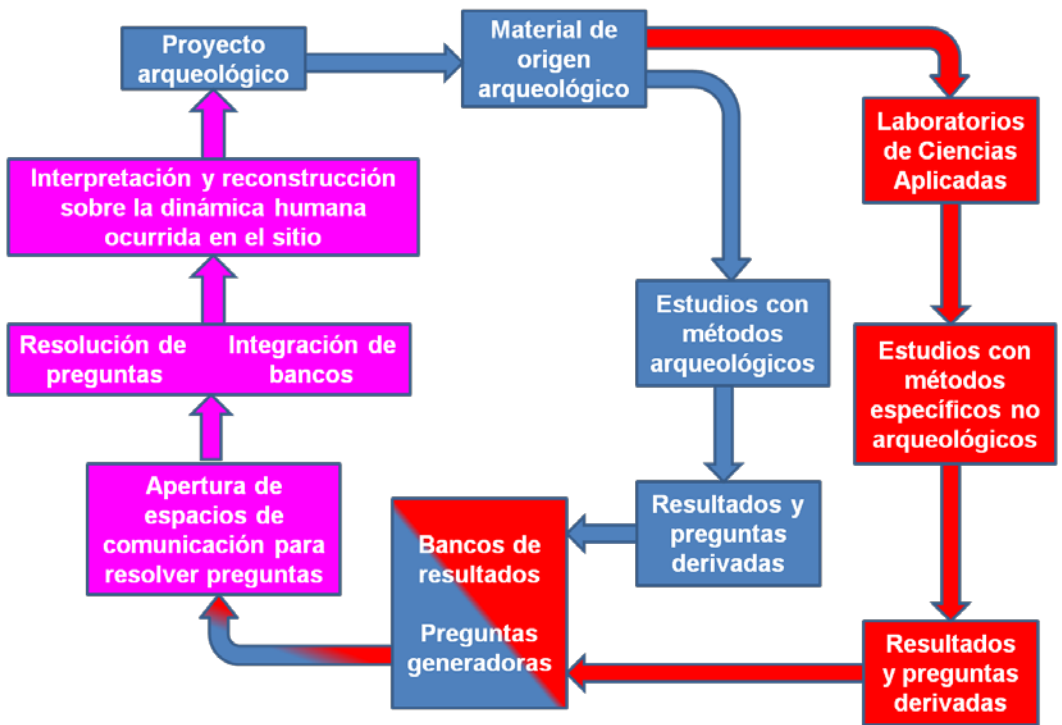 Proyecto
arqueológico
Material de
origen
arqueológico
Laboratorios
de Ciencias
Aplicadas
Interpretación y reconstrucción
sobre la dinámica humana
ocurrida en el sitio
Estudios con
métodos
arqueológicos
Resolución de
preguntas
Integración de
bancos
Estudios con
métodos
específicos no
arqueológicos
Apertura de
espacios de
comunicación para
resolver preguntas
Bancos de
resultados
Preguntas
generadoras
Resultados y
preguntas
derivadas
Resultados
y preguntas
derivadas